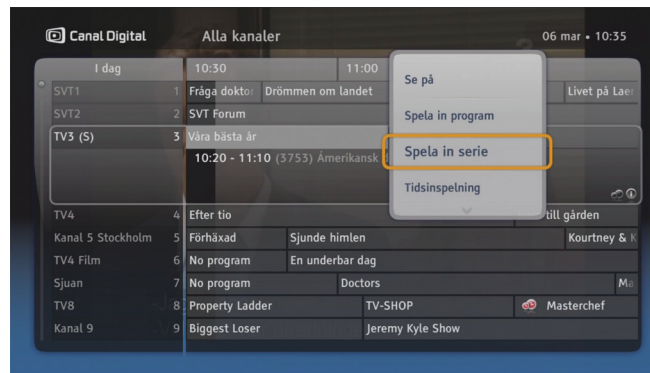 Canal Digital Alla kanaler 06 mar • 10:35
I dag 10:30 11:00
SVT1 1 Fråga doktor Drömmen om landet Livet på Laer
SVT2 2 SVT Forum
TV3 (S) 3 Våra bästa år
10:20 - 11:10 (3753) Amerikansk
Se på
Spela in program
Spela in serie
Tidsinspelning
TV4 4 Efter tio till gården
Kanal 5 Stockholm 5 Förhäxad Sjunde himlen Kourtney & K
TV4 Film 6 No program En underbar dag
Sjuan 7 No program Doctors Ma
TV8 8 Property Ladder TV-SHOP Masterchef
Kanal 9 9 Biggest Loser Jeremy Kyle Show